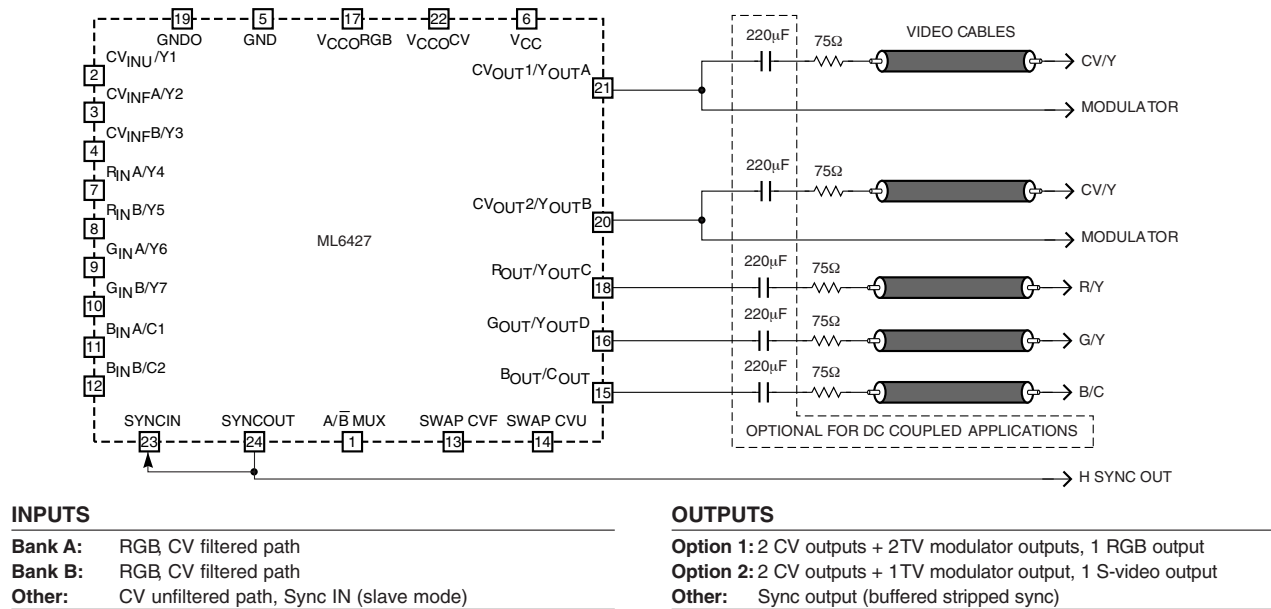 19 5 17 22 6
GNDO GND VCCORGB VCCOCV VCC
CVINU/Y1
2
CVINFA/Y2
3
CVINFB/Y3
4
RINA/Y4
7
RINB/Y5
8
GINA/Y6
9
GINB/Y7
10
BINA/C1
11
BINB/C2
12
ML6427
CVOUT1/YOUTA
21
CVOUT2/YOUTB
20
ROUT/YOUTC
18
GOUT/YOUTD
16
BOUT/COUT
15
SYNCIN SYNCOUT A/B̅ MUX SWAP CVF SWAP CVU
23 24 1 13 14
220µF 75Ω VIDEO CABLES
CV/Y
MODULATOR
220µF 75Ω
CV/Y
MODULATOR
220µF 75Ω
R/Y
220µF 75Ω
G/Y
220µF 75Ω
B/C
OPTIONAL FOR DC COUPLED APPLICATIONS
H SYNC OUT
INPUTS
Bank A: RGB, CV filtered path
Bank B: RGB, CV filtered path
Other: CV unfiltered path, Sync IN (slave mode)
OUTPUTS
Option 1: 2 CV outputs + 2TV modulator outputs, 1 RGB output
Option 2: 2 CV outputs + 1TV modulator output, 1 S-video output
Other: Sync output (buffered stripped sync)